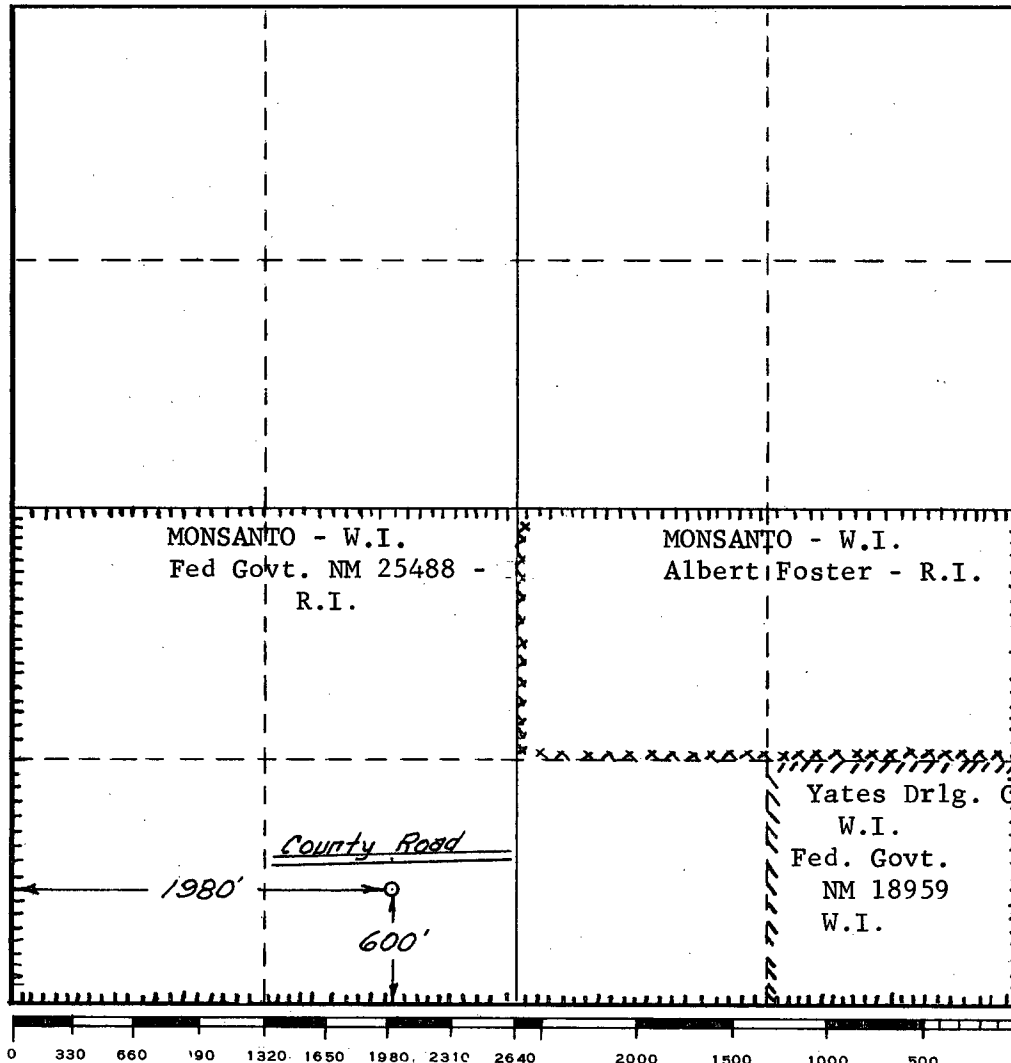 MONSANTO - W.I.
Fed Govt. NM 25488 -
R.I.
MONSANTO - W.I.
Albert Foster - R.I.
Yates Drlg. C
W.I.
Fed. Govt.
NM 18959
W.I.
County Road
1980'
600'
0 330 660 190 1320 1650 1980 2310 2640 2000 1500 1000 500